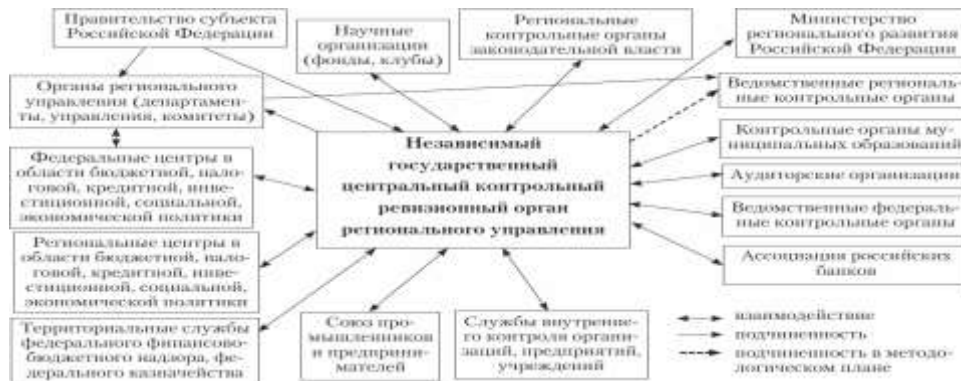 Правительство субъекта
Российской Федерации
Научные
организации
(фонды, клубы)
Региональные
контрольные органы
законодательной власти
Министерство
регионального развития
Российской Федерации
Органы регионального
управления (департамен-
ты, управления, комитеты)
Ведомственные региональ-
ные контрольные органы
Независимый
государственный
центральный контрольный
ревизионный орган
регионального управления
Контрольные органы му-
ниципальных образований
Федеральные центры в
области бюджетной, нало-
говой, кредитной, инве-
стиционной, социальной,
экономической политики
Аудиторские организации
Ведомственные федераль-
ные контрольные органы
Региональные центры в
области бюджетной, нало-
говой, кредитной, инве-
стиционной, социальной,
экономической политики
Ассоциация российских
банков
Территориальные службы
федерального финансово-
бюджетного надзора, фе-
дерального казначейства
Союз про-
мышленников
и предприни-
мателей
Службы внутренне-
го контроля органи-
заций, предприятий,
учреждений
взаимодействие
подчиненность
подчиненность в методо-
логическом плане